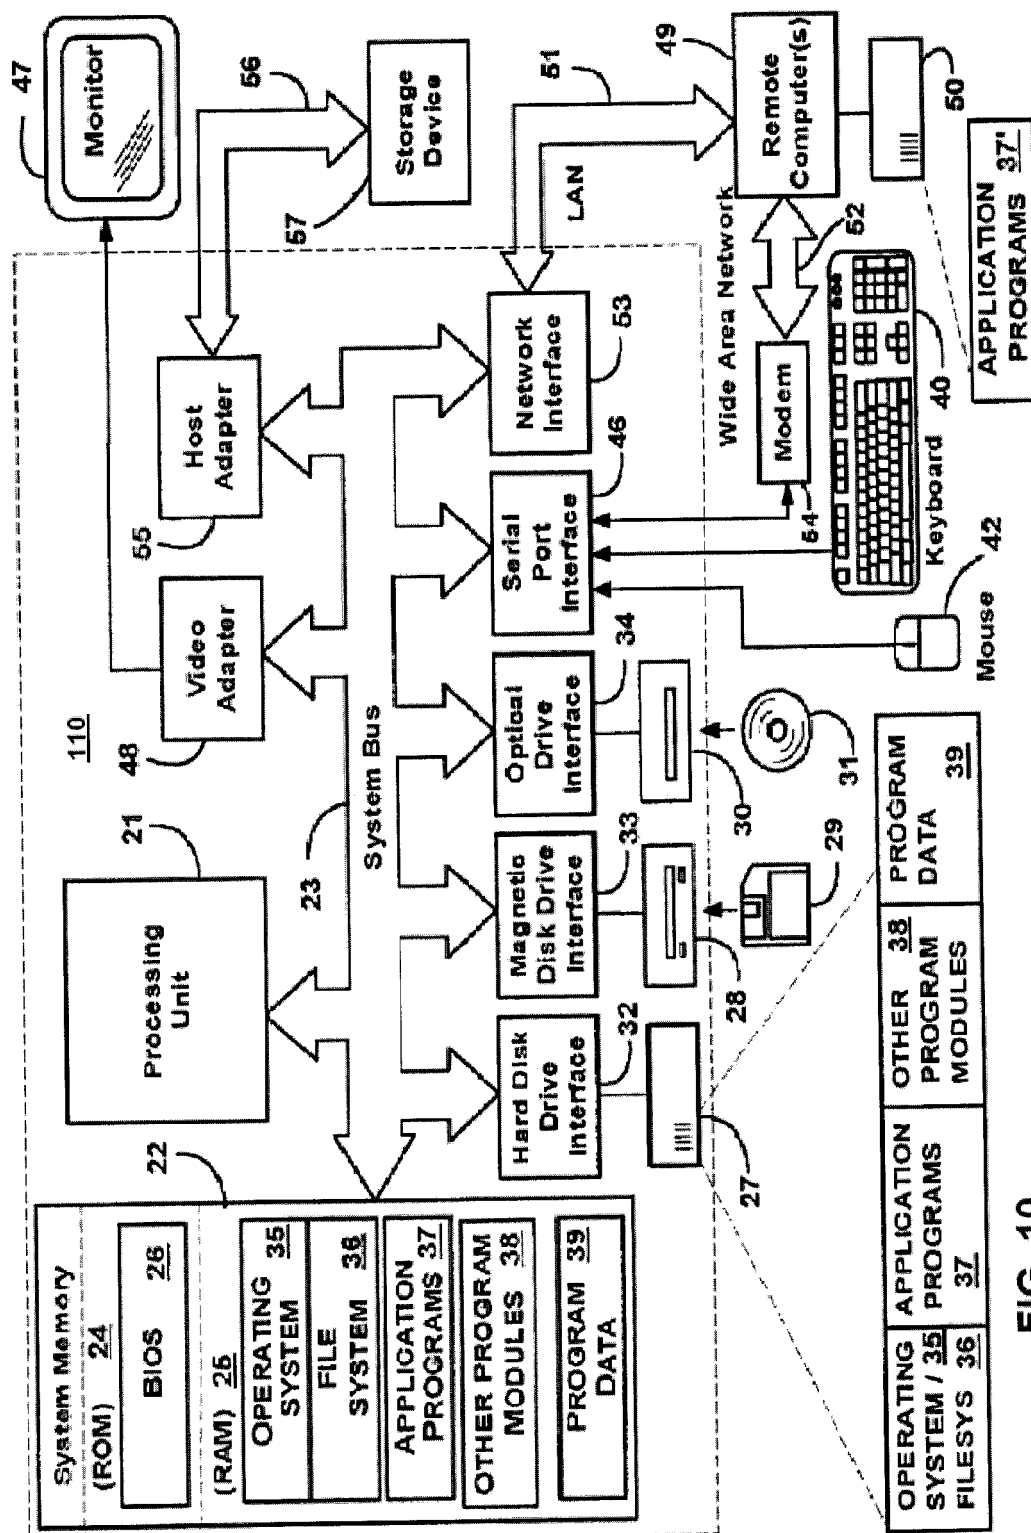 System Memory
(ROM) 24
BIOS 26
(RAM) 25
OPERATING
SYSTEM 35
FILE
SYSTEM 36
APPLICATION
PROGRAMS 37
OTHER PROGRAM
MODULES 38
PROGRAM 39
DATA
22
Processing
Unit
21
110
Video
Adapter
48
Host
Adapter
55
Monitor
47
56
23
System Bus
57
Storage
Device
Hard Disk
Drive
Interface
32
Magnetic
Disk Drive
Interface
33
Optical
Drive
Interface
34
Serial
Port
Interface
46
Network
Interface
53
LAN
51
27
28
29
30
31
Wide Area Network
Modem
54
52
Remote
Computer(s)
49
50
Mouse
42
Keyboard
40
OPERATING
SYSTEM / 35
FILESYS 36
APPLICATION
PROGRAMS
37
OTHER 38
PROGRAM
MODULES
PROGRAM
DATA
39
APPLICATION
PROGRAMS 37'
FIG. 10